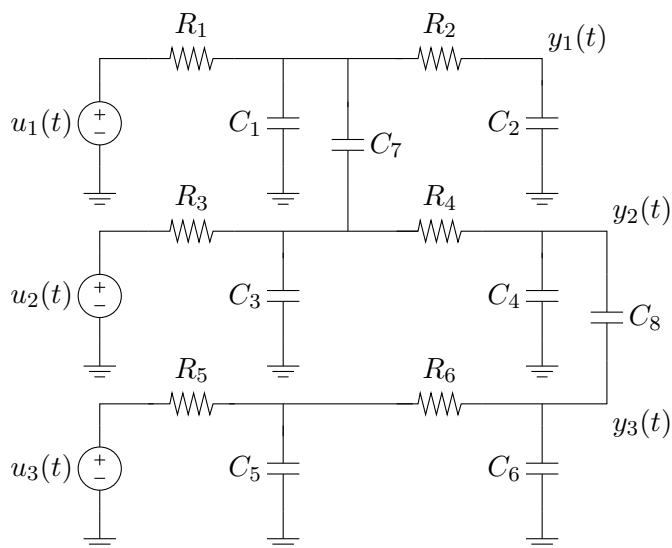 R1 R2 y1(t)
u1(t) + − C1 C7 C2
R3 R4 y2(t)
u2(t) + − C3 C4 C8
R5 R6 y3(t)
u3(t) + − C5 C6